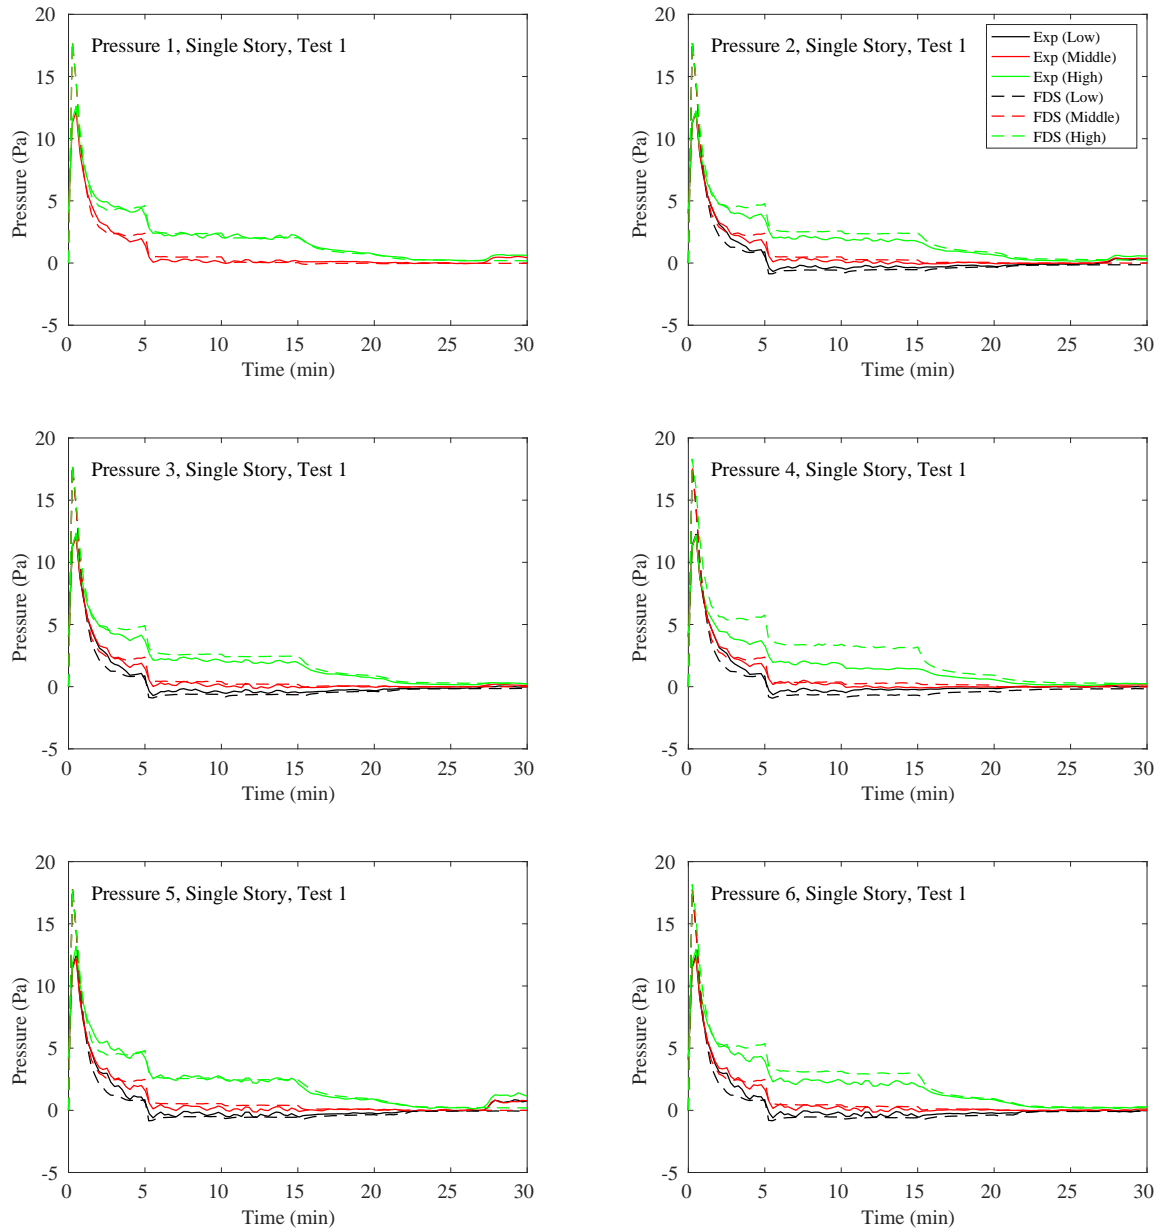 Pressure 1, Single Story, Test 1
Pressure (Pa)
20
15
10
5
0
-5
0 5 10 15 20 25 30
Time (min)
Pressure 2, Single Story, Test 1
Exp (Low)
Exp (Middle)
Exp (High)
FDS (Low)
FDS (Middle)
FDS (High)
Pressure (Pa)
20
15
10
5
0
-5
0 5 10 15 20 25 30
Time (min)
Pressure 3, Single Story, Test 1
Pressure (Pa)
20
15
10
5
0
-5
0 5 10 15 20 25 30
Time (min)
Pressure 4, Single Story, Test 1
Pressure (Pa)
20
15
10
5
0
-5
0 5 10 15 20 25 30
Time (min)
Pressure 5, Single Story, Test 1
Pressure (Pa)
20
15
10
5
0
-5
0 5 10 15 20 25 30
Time (min)
Pressure 6, Single Story, Test 1
Pressure (Pa)
20
15
10
5
0
-5
0 5 10 15 20 25 30
Time (min)